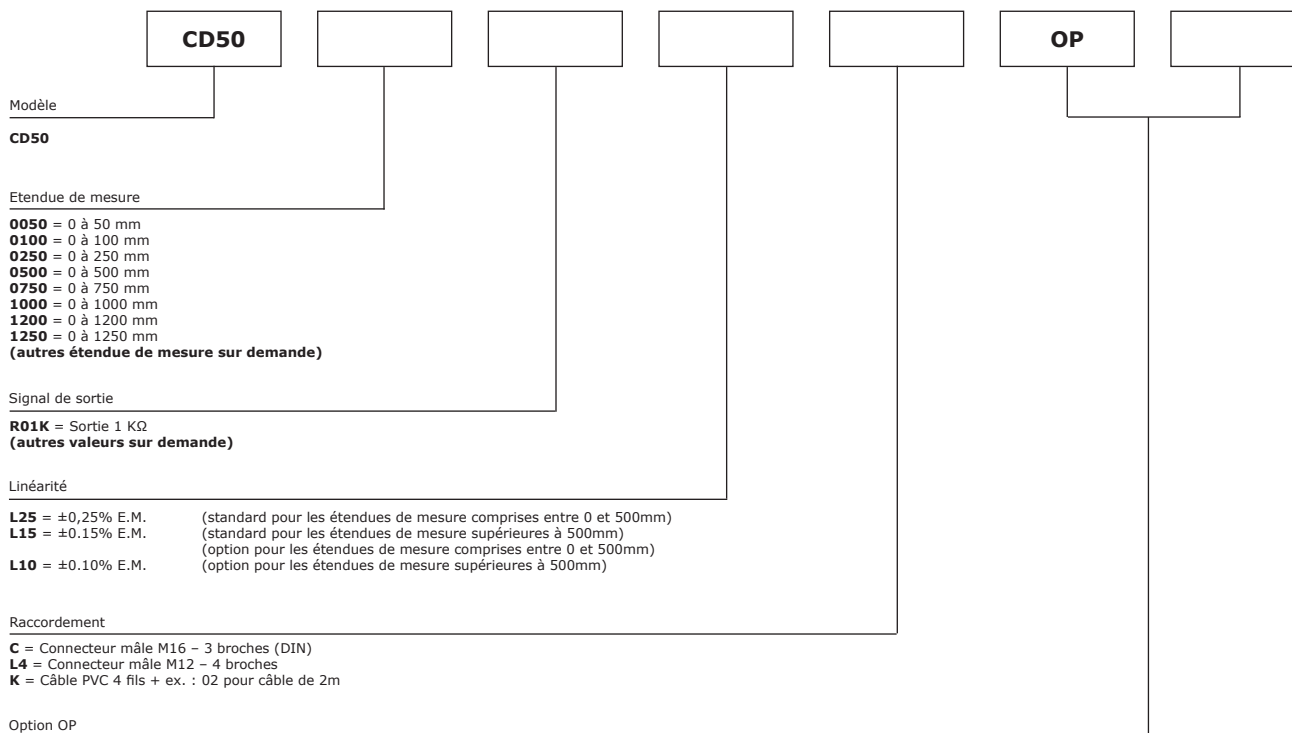 CD50 OP
Modèle
CD50
Etendue de mesure
0050 = 0 à 50 mm
0100 = 0 à 100 mm
0250 = 0 à 250 mm
0500 = 0 à 500 mm
0750 = 0 à 750 mm
1000 = 0 à 1000 mm
1200 = 0 à 1200 mm
1250 = 0 à 1250 mm
(autres étendue de mesure sur demande)
Signal de sortie
R01K = Sortie 1 KΩ
(autres valeurs sur demande)
Linéarité
L25 = ±0,25% E.M. (standard pour les étendues de mesure comprises entre 0 et 500mm)
L15 = ±0.15% E.M. (standard pour les étendues de mesure supérieures à 500mm)
(option pour les étendues de mesure comprises entre 0 et 500mm)
L10 = ±0.10% E.M. (option pour les étendues de mesure supérieures à 500mm)
Raccordement
C = Connecteur mâle M16 – 3 broches (DIN)
L4 = Connecteur mâle M12 – 4 broches
K = Câble PVC 4 fils + ex. : 02 pour câble de 2m
Option OP